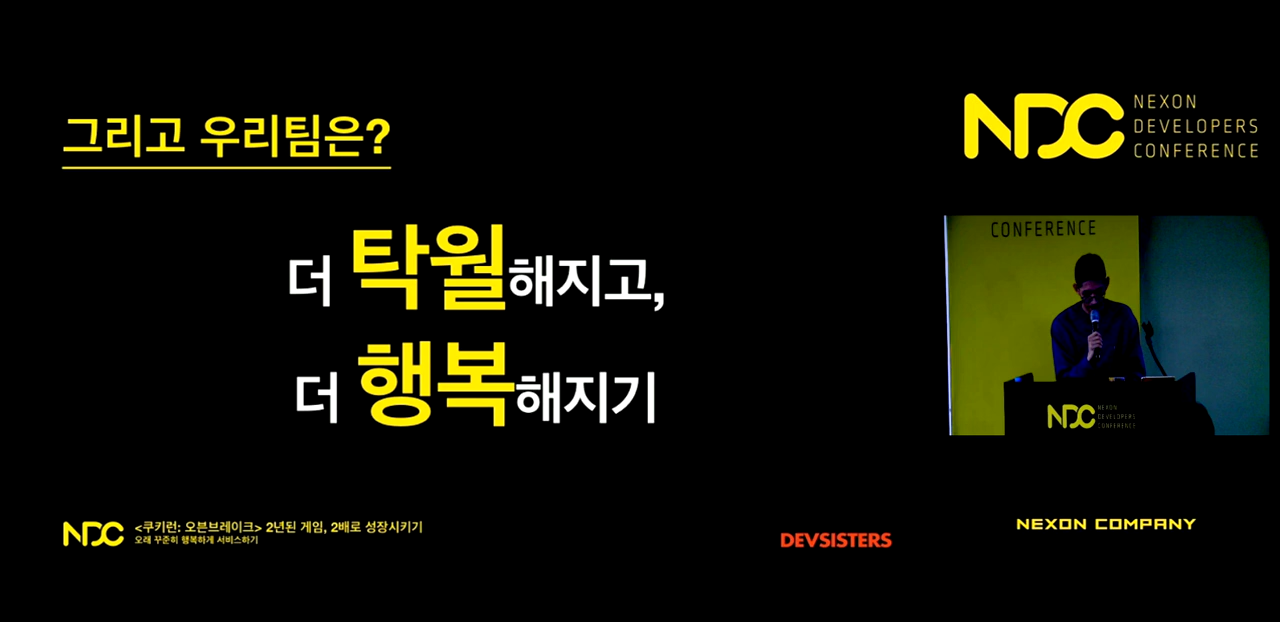 그리고 우리팀은?
더 탁월해지고,
더 행복해지기
NDC
<쿠키런: 오븐브레이크> 2년된 게임, 2배로 성장시키기
오래 꾸준히 행복하게 서비스하기
DEVSISTERS
NDC
NEXON
DEVELOPERS
CONFERENCE
CONFERENCE
NDC
NEXON
DEVELOPERS
CONFERENCE
NEXON COMPANY